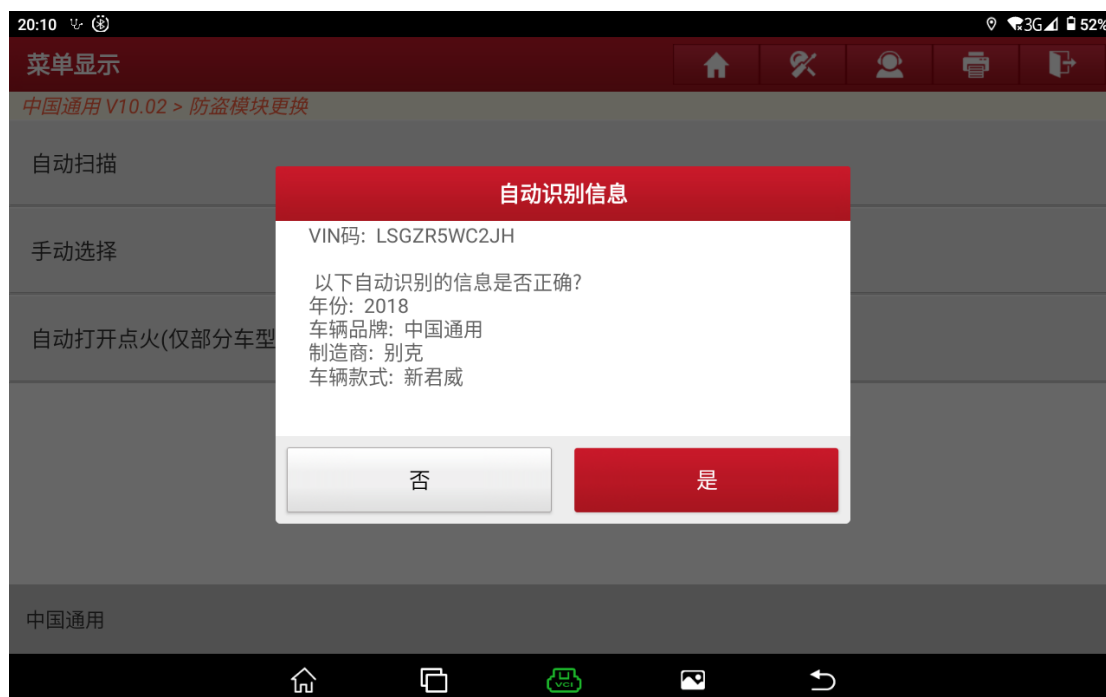 20:10
3G 52%
菜单显示
中国通用 V10.02 > 防盗模块更换
自动扫描
自动识别信息
VIN码: LSGZR5WC2JH
手动选择
以下自动识别的信息是否正确?
年份: 2018
车辆品牌: 中国通用
自动打开点火(仅部分车型
制造商: 别克
车辆款式: 新君威
否
是
中国通用
VCI